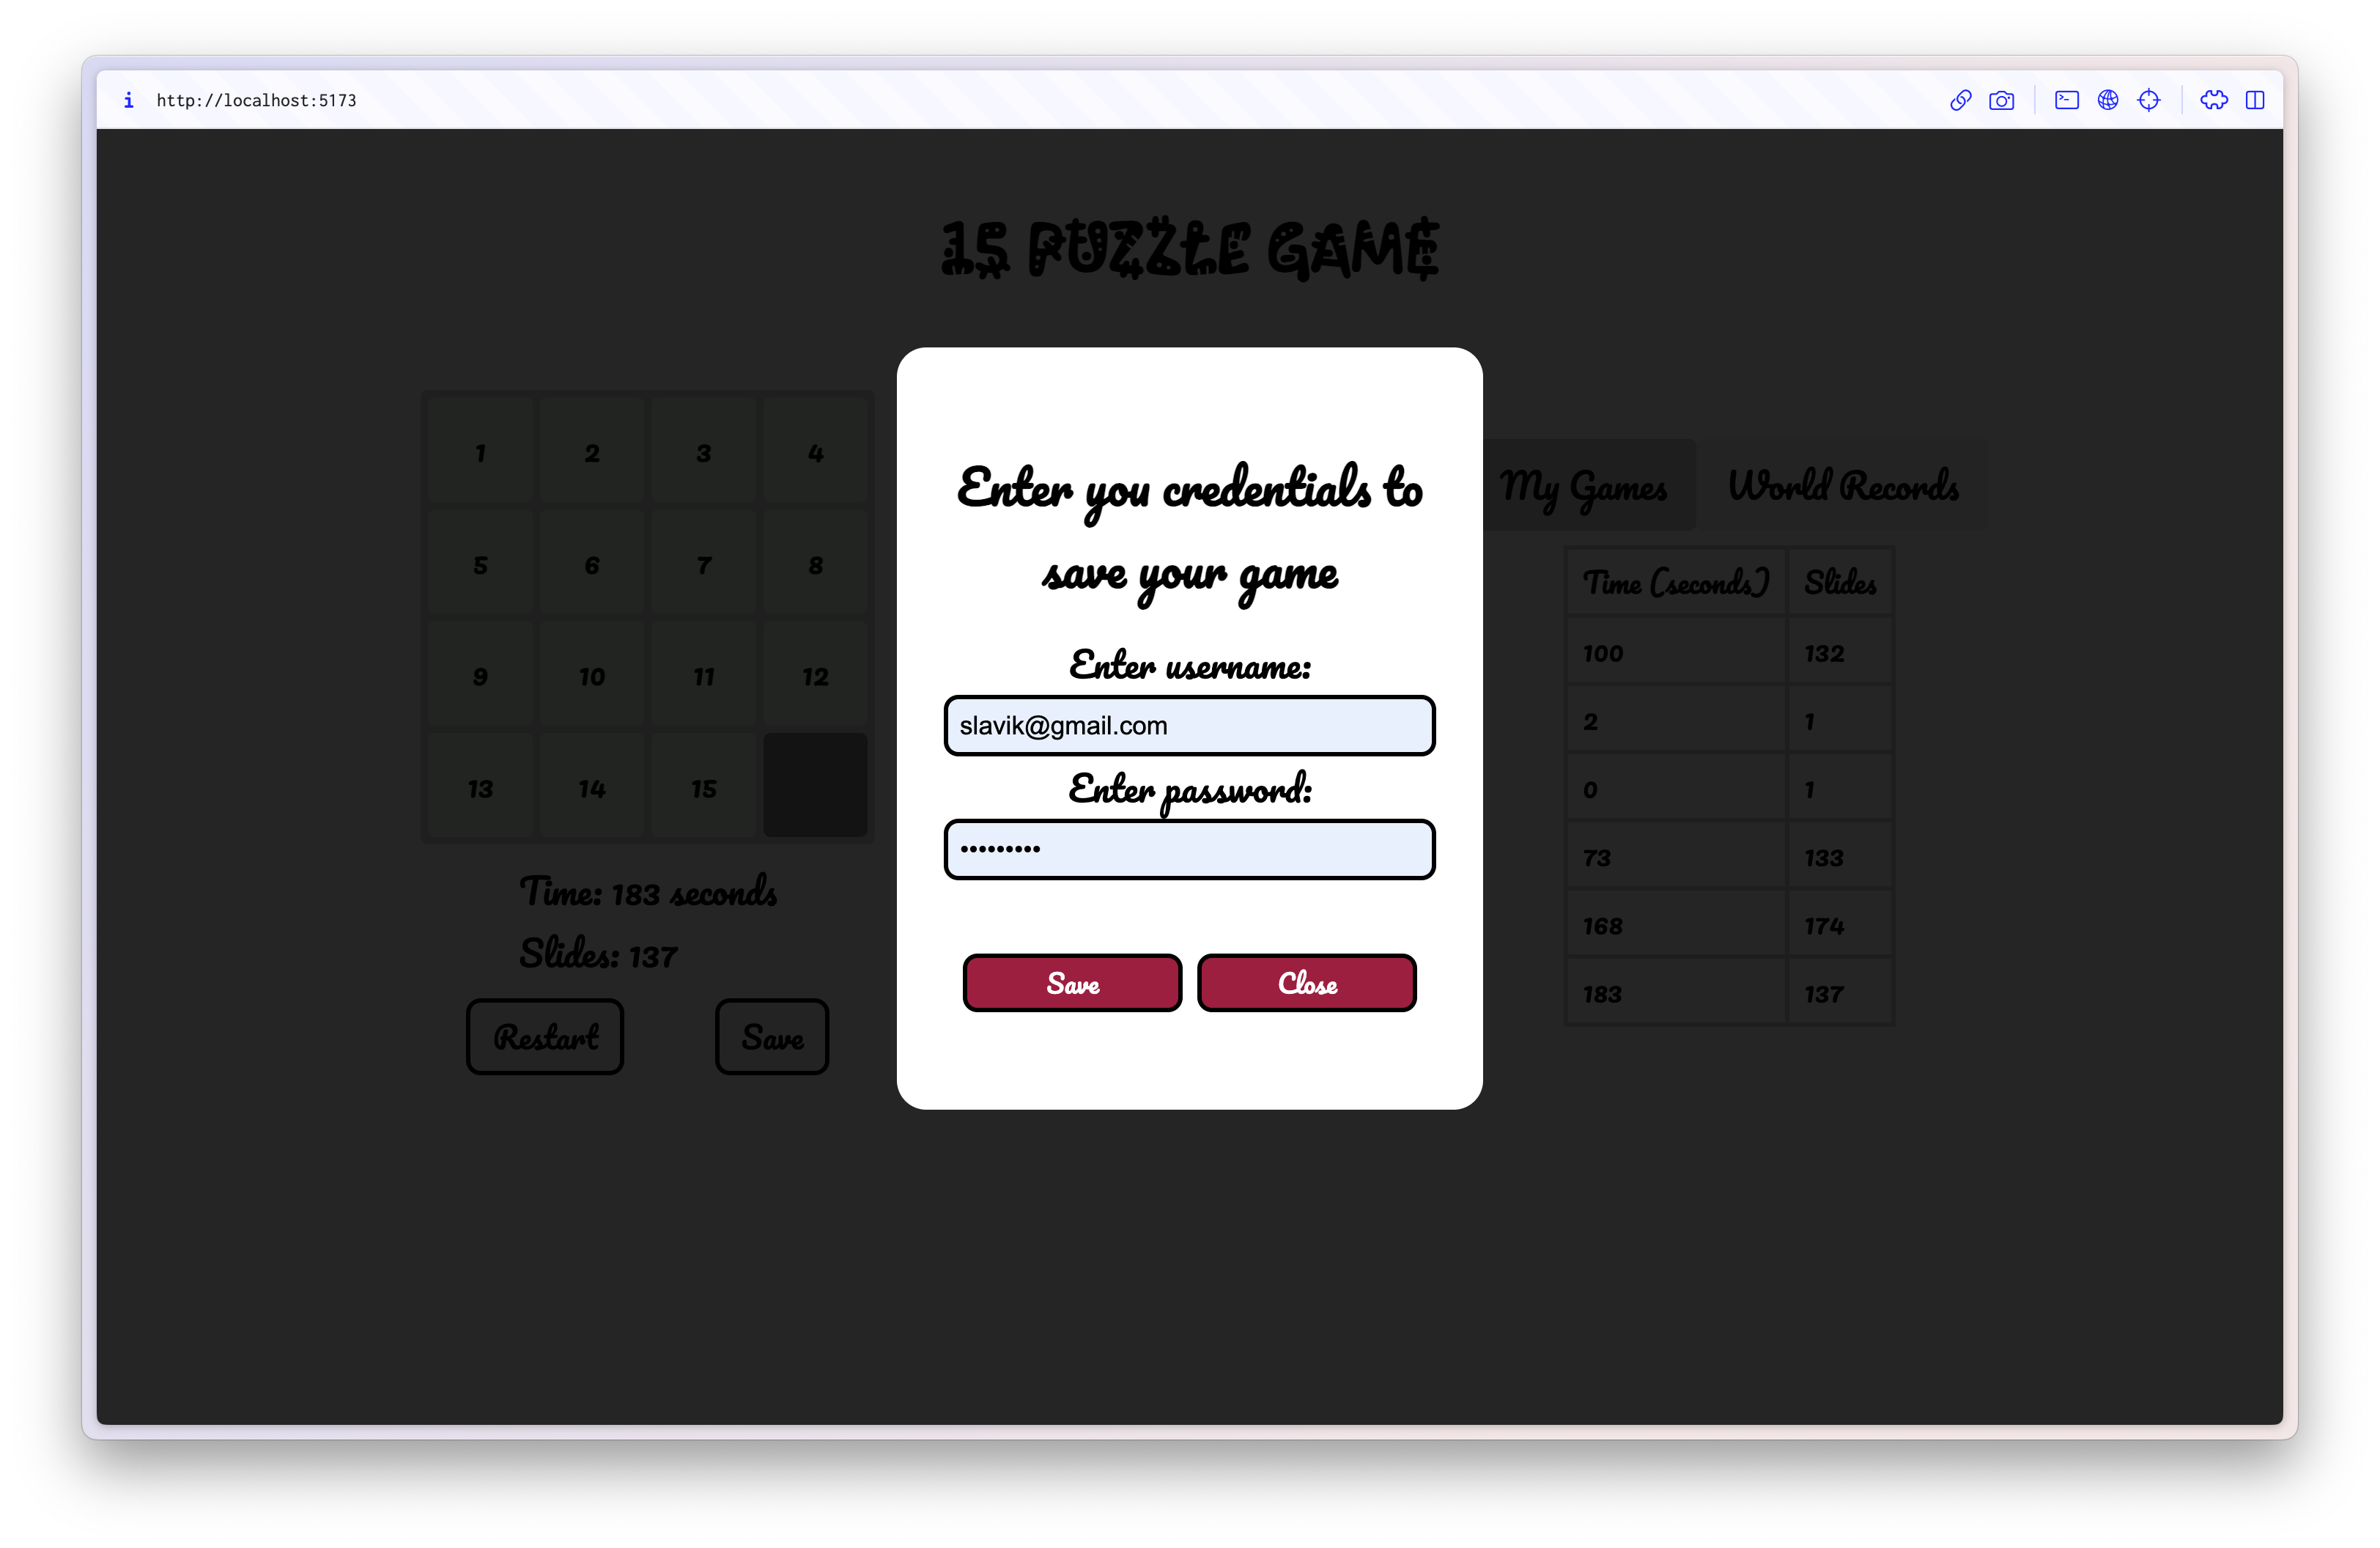 i http://localhost:5173
15 PUZZLE GAME
1 2 3 4
5 6 7 8
9 10 11 12
13 14 15
Time: 183 seconds
Slides: 137
Restart Save
Enter you credentials to
save your game
Enter username:
slavik@gmail.com
Enter password:
•••••••••
Save Close
My Games World Records
Time (seconds) Slides
100 132
2 1
0 1
73 133
168 174
183 137